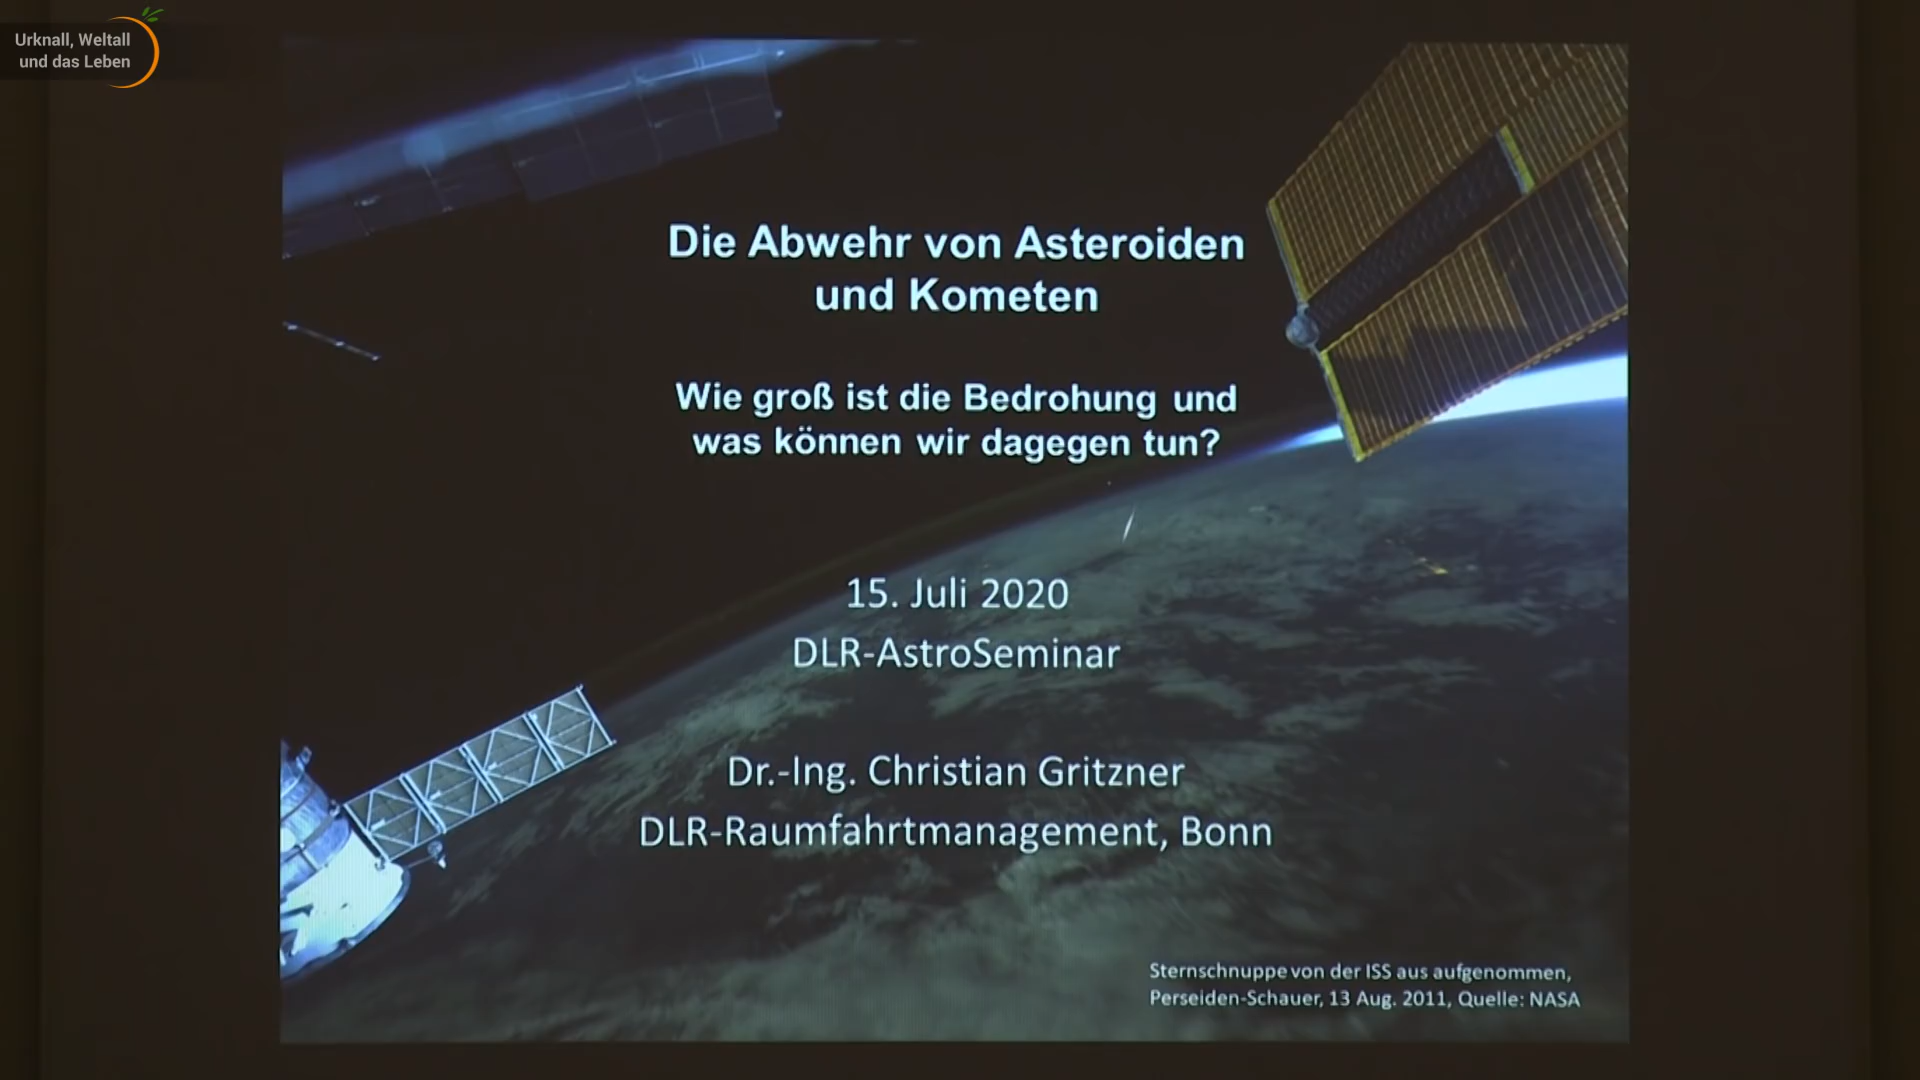 Urknall, Weltall
und das Leben
Die Abwehr von Asteroiden
und Kometen
Wie groß ist die Bedrohung und
was können wir dagegen tun?
15. Juli 2020
DLR-AstroSeminar
Dr.-Ing. Christian Gritzner
DLR-Raumfahrtmanagement, Bonn
Sternschnuppe von der ISS aus aufgenommen,
Perseiden-Schauer, 13 Aug. 2011, Quelle: NASA